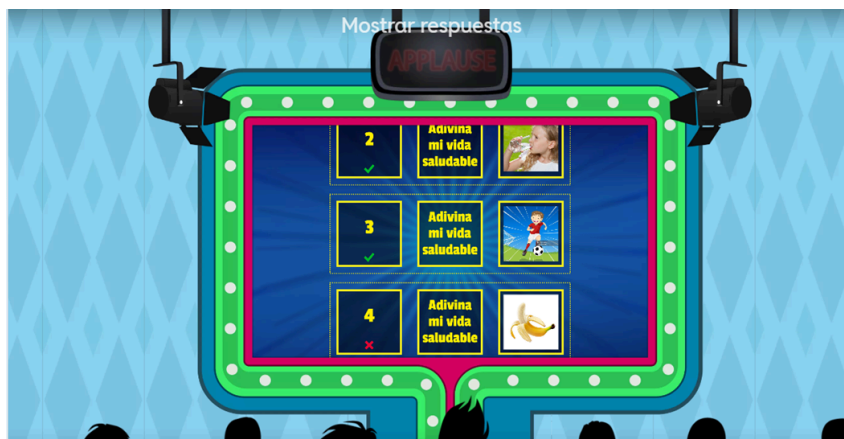 Mostrar respuestas
APPLAUSE
2
Adivina
mi vida
saludable
3
Adivina
mi vida
saludable
4
Adivina
mi vida
saludable